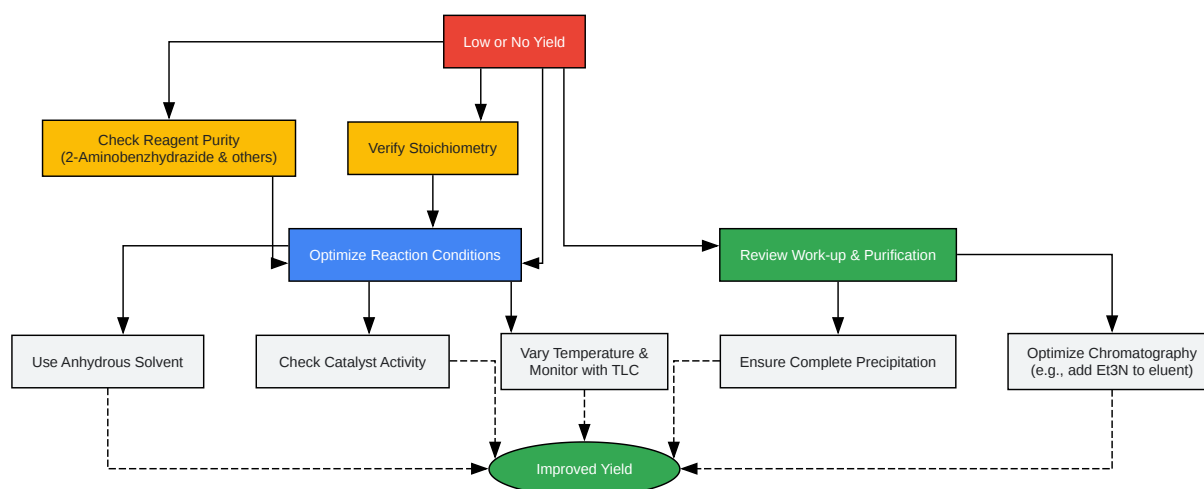 Low or No Yield
Check Reagent Purity
(2-Aminobenzhydrazide & others)
Verify Stoichiometry
Optimize Reaction Conditions
Review Work-up & Purification
Use Anhydrous Solvent
Check Catalyst Activity
Vary Temperature &
Monitor with TLC
Ensure Complete Precipitation
Optimize Chromatography
(e.g., add Et3N to eluent)
Improved Yield